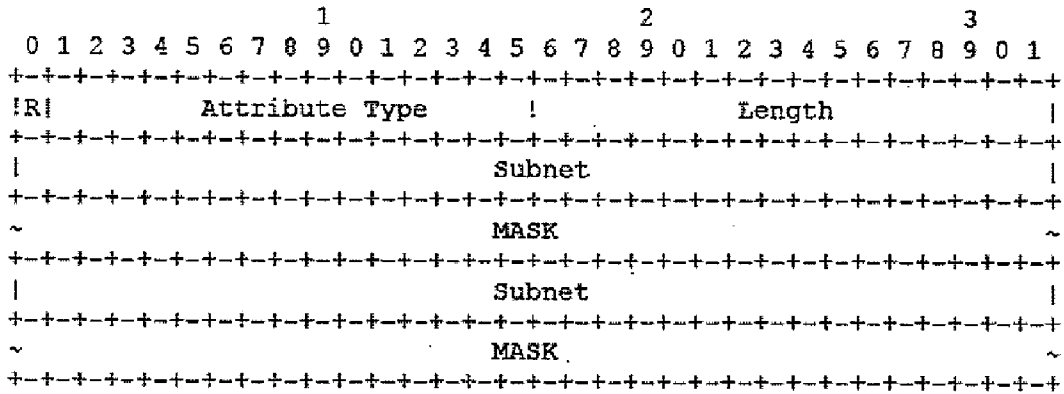 1                   2                   3
 0 1 2 3 4 5 6 7 8 9 0 1 2 3 4 5 6 7 8 9 0 1 2 3 4 5 6 7 8 9 0 1
+-+-+-+-+-+-+-+-+-+-+-+-+-+-+-+-+-+-+-+-+-+-+-+-+-+-+-+-+-+-+-+-+
!R|         Attribute Type      !            Length             |
+-+-+-+-+-+-+-+-+-+-+-+-+-+-+-+-+-+-+-+-+-+-+-+-+-+-+-+-+-+-+-+-+
|                             Subnet                            |
+-+-+-+-+-+-+-+-+-+-+-+-+-+-+-+-+-+-+-+-+-+-+-+-+-+-+-+-+-+-+-+-+
~                             MASK                              ~
+-+-+-+-+-+-+-+-+-+-+-+-+-+-+-+-+-+-+-+-+-+-+-+-+-+-+-+-+-+-+-+-+
|                             Subnet                            |
+-+-+-+-+-+-+-+-+-+-+-+-+-+-+-+-+-+-+-+-+-+-+-+-+-+-+-+-+-+-+-+-+
~                             MASK                              ~
+-+-+-+-+-+-+-+-+-+-+-+-+-+-+-+-+-+-+-+-+-+-+-+-+-+-+-+-+-+-+-+-+